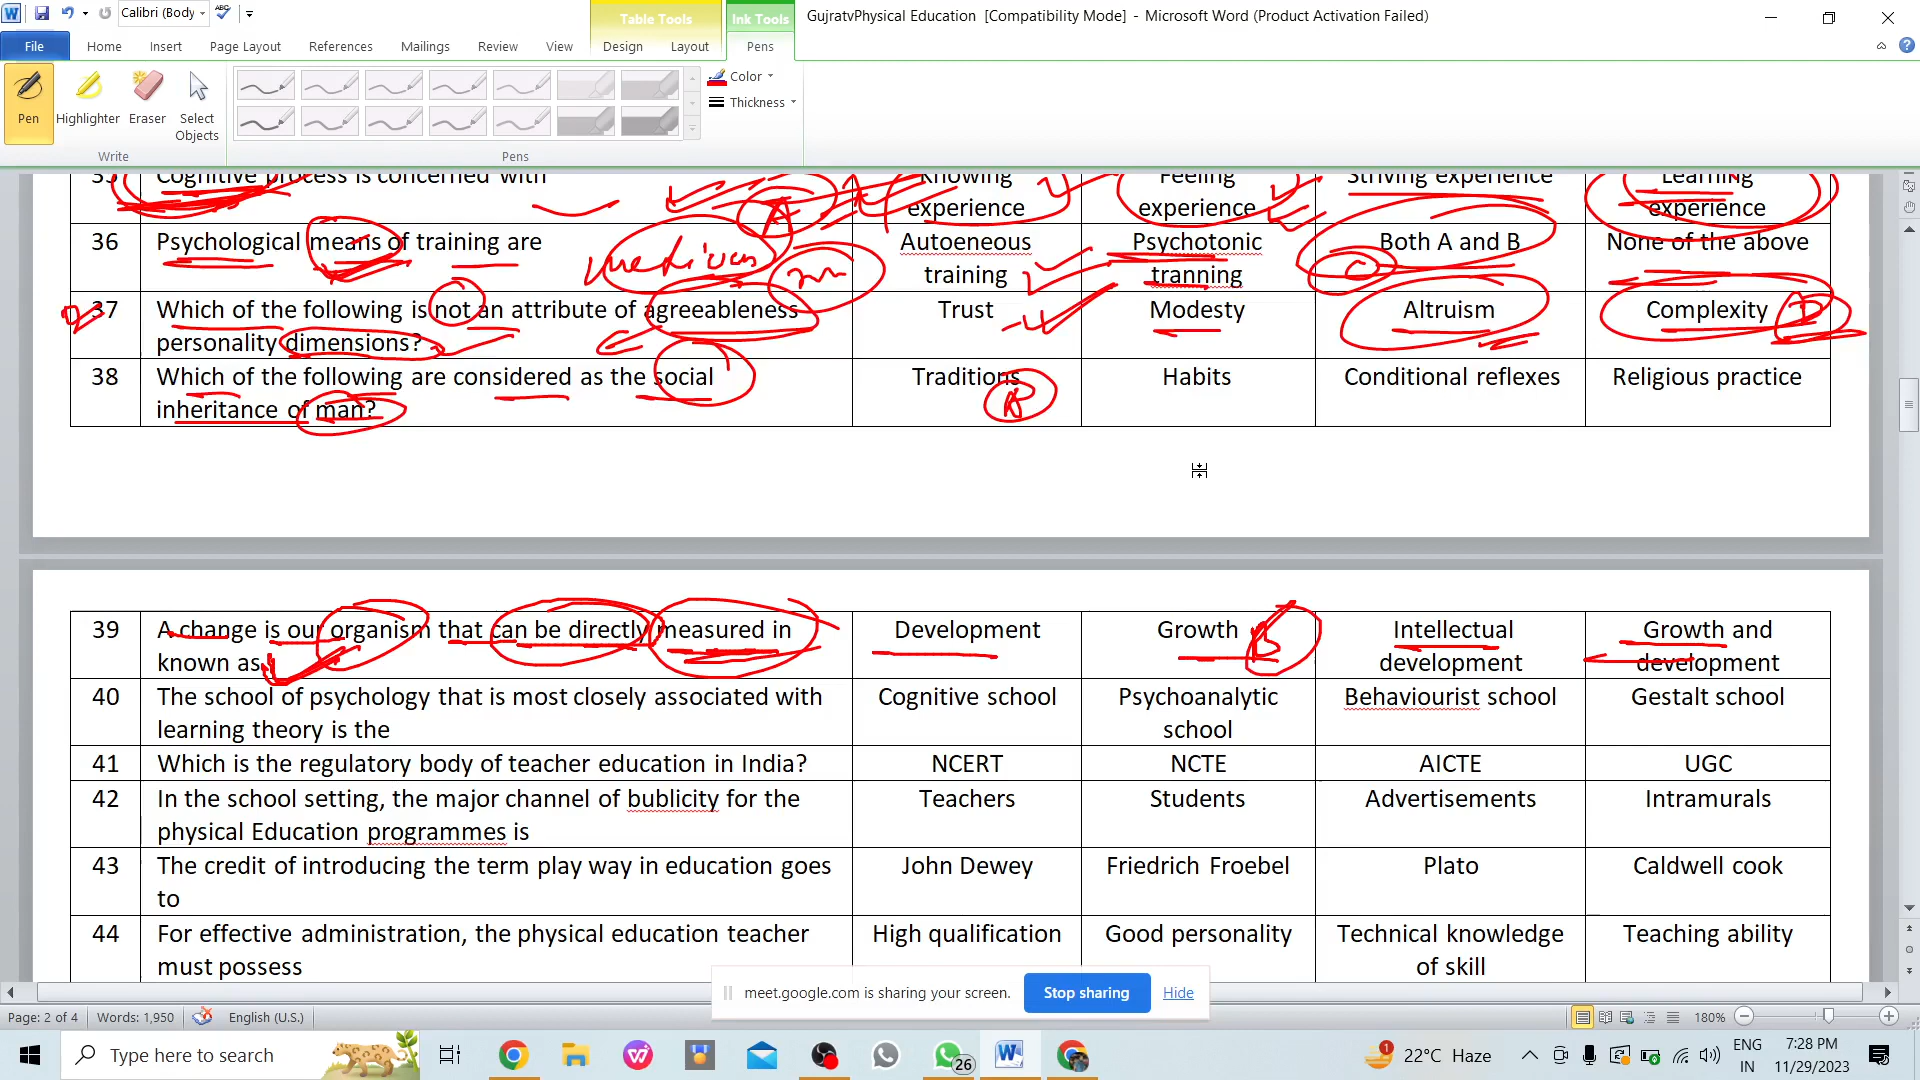 Calibri (Body
GujratvPhysical Education [Compatibility Mode] - Microsoft Word (Product Activation Failed)
Table Tools
Ink Tools
File Home Insert Page Layout References Mailings Review View Design Layout Pens
Pen Highlighter Eraser Select Objects
Color
Thickness
Write Pens
35 Cognitive process is concerned with Knowing Feeling Striving experience Learning
experience experience experience
A
36 Psychological means of training are Autoeneous Psychotonic Both A and B None of the above
training tranning
C
37 Which of the following is not an attribute of agreeableness Trust Modesty Altruism Complexity
personality dimensions?
D
38 Which of the following are considered as the social Traditions Habits Conditional reflexes Religious practice
inheritance of man?
A
39 A change is our organism that can be directly measured in Development Growth Intellectual Growth and
known as development development
B
40 The school of psychology that is most closely associated with Cognitive school Psychoanalytic Behaviourist school Gestalt school
learning theory is the school
41 Which is the regulatory body of teacher education in India? NCERT NCTE AICTE UGC
42 In the school setting, the major channel of bublicity for the Teachers Students Advertisements Intramurals
physical Education programmes is
43 The credit of introducing the term play way in education goes John Dewey Friedrich Froebel Plato Caldwell cook
to
44 For effective administration, the physical education teacher High qualification Good personality Technical knowledge Teaching ability
must possess of skill
meet.google.com is sharing your screen. Stop sharing Hide
Page: 2 of 4 Words: 1,950 English (U.S.) 180%
Type here to search 26 1 22°C Haze ENG 7:28 PM
IN 11/29/2023